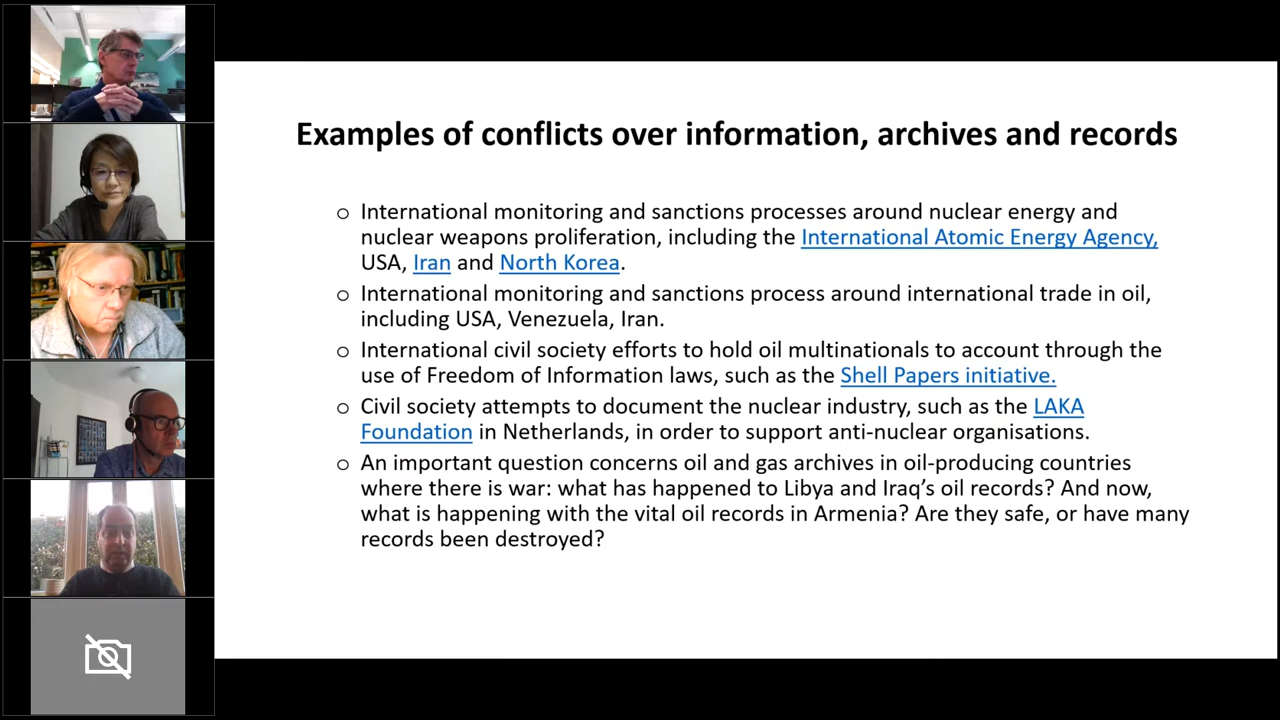 Examples of conflicts over information, archives and records
o International monitoring and sanctions processes around nuclear energy and
nuclear weapons proliferation, including the International Atomic Energy Agency,
USA, Iran and North Korea.
o International monitoring and sanctions process around international trade in oil,
including USA, Venezuela, Iran.
o International civil society efforts to hold oil multinationals to account through the
use of Freedom of Information laws, such as the Shell Papers initiative.
o Civil society attempts to document the nuclear industry, such as the LAKA
Foundation in Netherlands, in order to support anti-nuclear organisations.
o An important question concerns oil and gas archives in oil-producing countries
where there is war: what has happened to Libya and Iraq’s oil records? And now,
what is happening with the vital oil records in Armenia? Are they safe, or have many
records been destroyed?